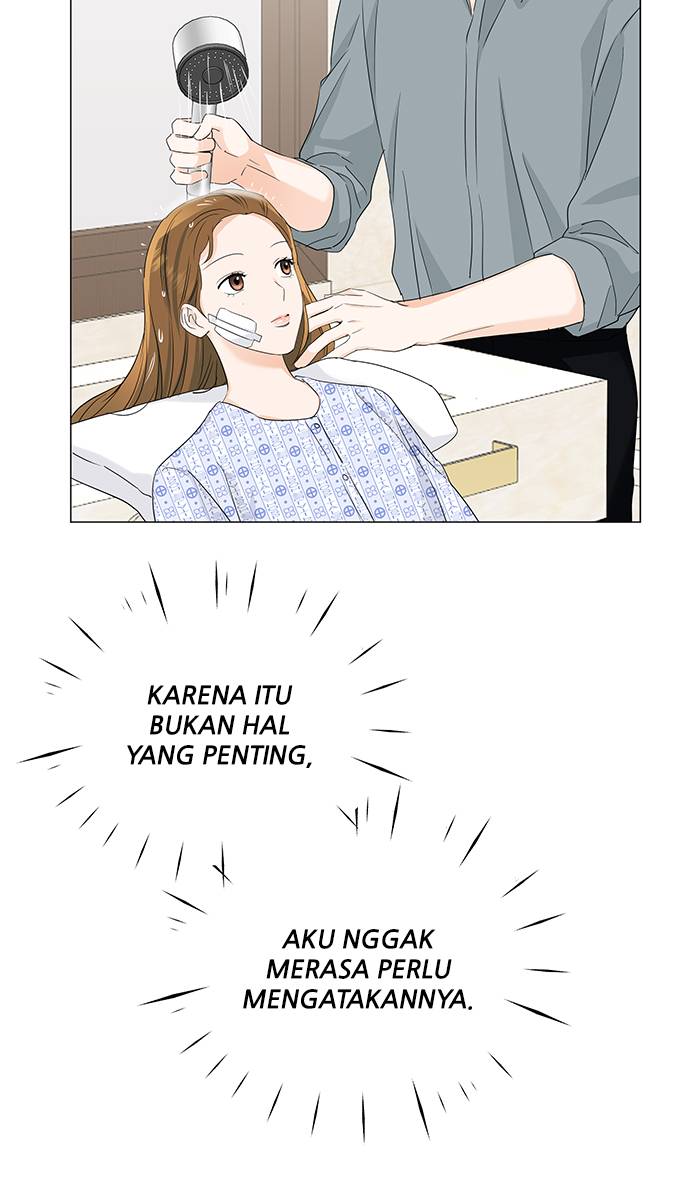 KARENA ITU
BUKAN HAL
YANG PENTING,
AKU NGGAK
MERASA PERLU
MENGATAKANNYA.